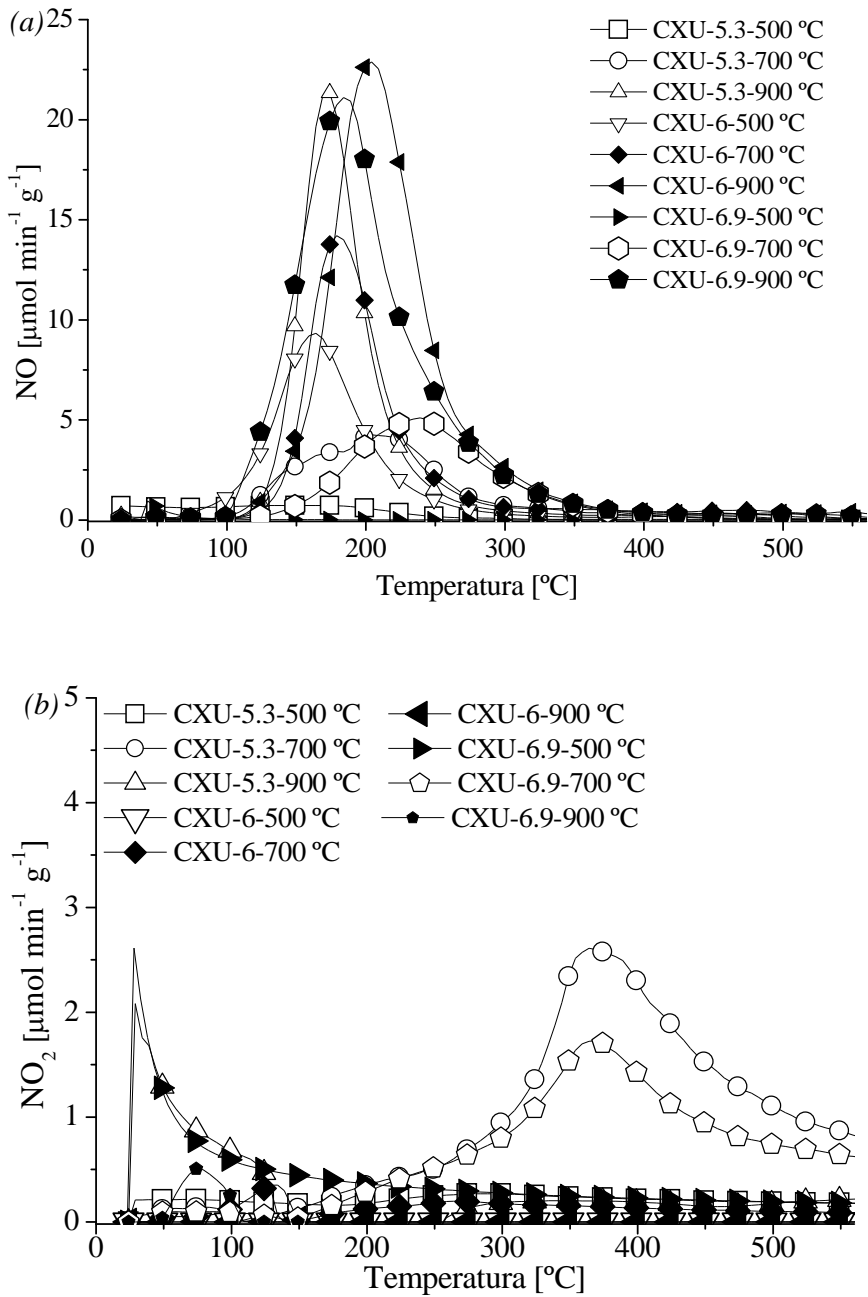 (a)
25
20
15
10
5
0
NO [µmol min⁻¹ g⁻¹]
CXU-5.3-500 ºC
CXU-5.3-700 ºC
CXU-5.3-900 ºC
CXU-6-500 ºC
CXU-6-700 ºC
CXU-6-900 ºC
CXU-6.9-500 ºC
CXU-6.9-700 ºC
CXU-6.9-900 ºC
0 100 200 300 400 500
Temperatura [ºC]
(b)
5
4
3
2
1
0
NO₂ [µmol min⁻¹ g⁻¹]
CXU-5.3-500 ºC
CXU-5.3-700 ºC
CXU-5.3-900 ºC
CXU-6-500 ºC
CXU-6-700 ºC
CXU-6-900 ºC
CXU-6.9-500 ºC
CXU-6.9-700 ºC
CXU-6.9-900 ºC
0 100 200 300 400 500
Temperatura [ºC]